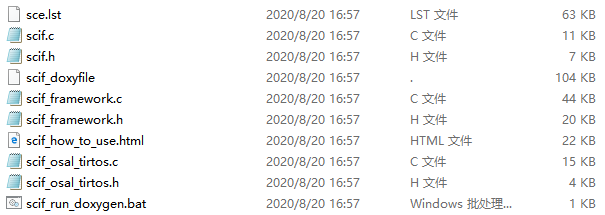 sce.lst 2020/8/20 16:57 LST 文件 63 KB
scif.c 2020/8/20 16:57 C 文件 11 KB
scif.h 2020/8/20 16:57 H 文件 7 KB
scif_doxyfile 2020/8/20 16:57 . 104 KB
scif_framework.c 2020/8/20 16:57 C 文件 44 KB
scif_framework.h 2020/8/20 16:57 H 文件 20 KB
scif_how_to_use.html 2020/8/20 16:57 HTML 文件 22 KB
scif_osal_tirtos.c 2020/8/20 16:57 C 文件 15 KB
scif_osal_tirtos.h 2020/8/20 16:57 H 文件 4 KB
scif_run_doxygen.bat 2020/8/20 16:57 Windows 批处理... 1 KB